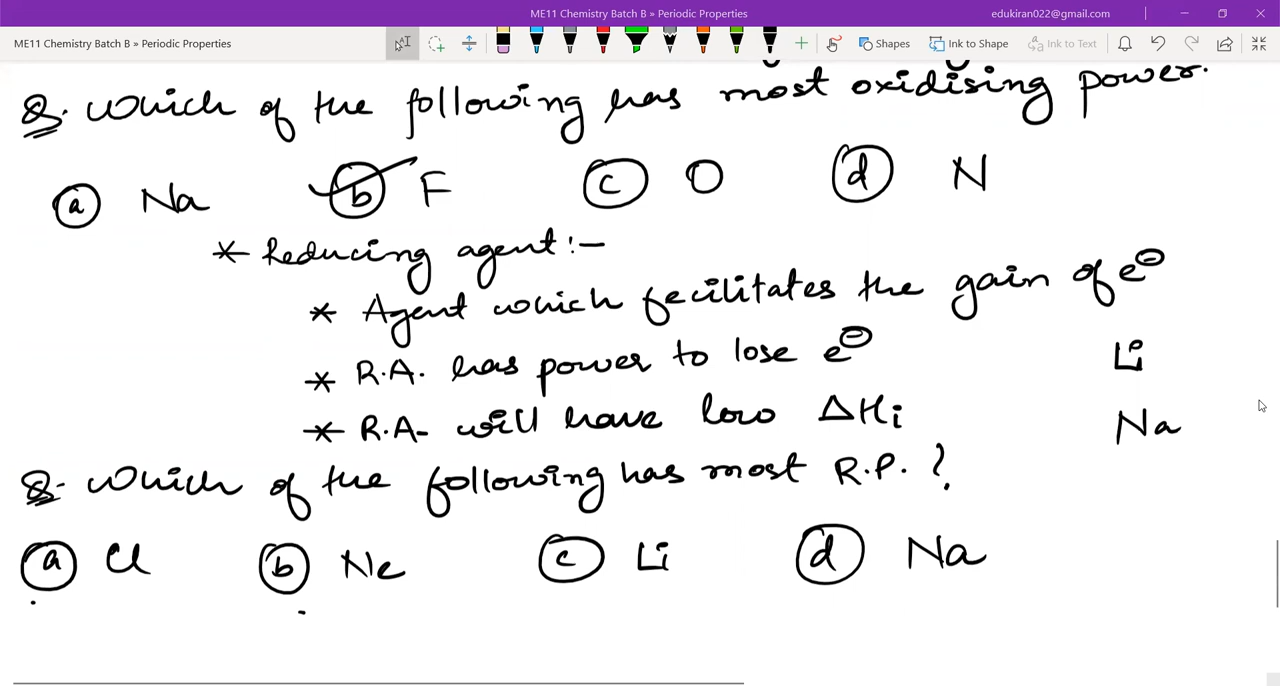 ME11 Chemistry Batch B » Periodic Properties
edukiran022@gmail.com
ME11 Chemistry Batch B » Periodic Properties
Shapes
Ink to Shape
Ink to Text
Q. Which of the following has most oxidising power.
(a) Na (b) F (c) O (d) N
* Reducing agent :-
* Agent which fecilitates the gain of e⊖
* R.A. has power to lose e⊖
Li
* R.A- will have low ΔHi
Na
Q. Which of the following has most R.P. ?
(a) Cl (b) Ne (c) Li (d) Na